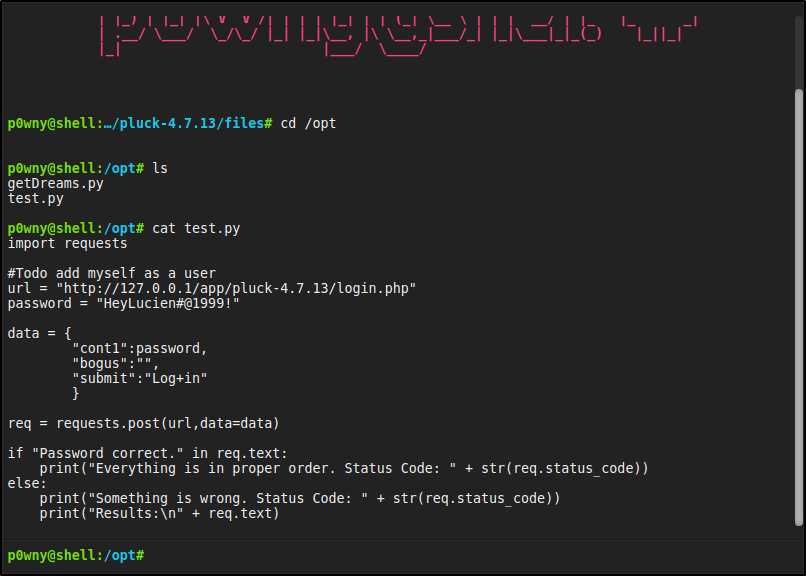 p0wny@shell:…/pluck-4.7.13/files# cd /opt
p0wny@shell:/opt# ls
getDreams.py
test.py
p0wny@shell:/opt# cat test.py
import requests
#Todo add myself as a user
url = "http://127.0.0.1/app/pluck-4.7.13/login.php"
password = "HeyLucien#@1999!"
data = {
        "cont1":password,
        "bogus":"",
        "submit":"Log+in"
        }
req = requests.post(url,data=data)
if "Password correct." in req.text:
    print("Everything is in proper order. Status Code: " + str(req.status_code))
else:
    print("Something is wrong. Status Code: " + str(req.status_code))
    print("Results:\n" + req.text)
p0wny@shell:/opt#